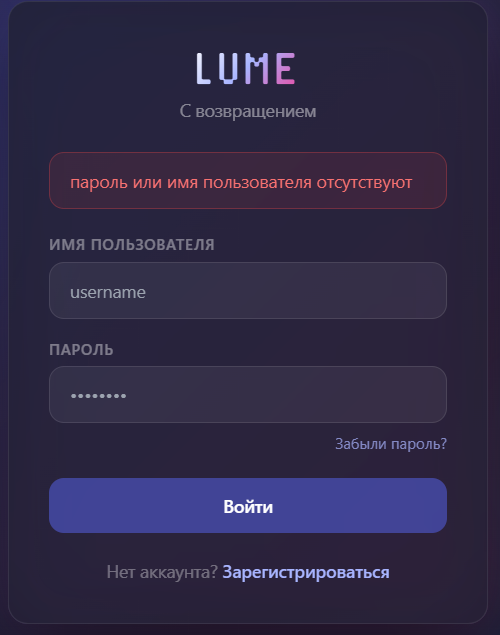 LUME
С возвращением
пароль или имя пользователя отсутствуют
ИМЯ ПОЛЬЗОВАТЕЛЯ
username
ПАРОЛЬ
••••••••
Забыли пароль?
Войти
Нет аккаунта? Зарегистрироваться